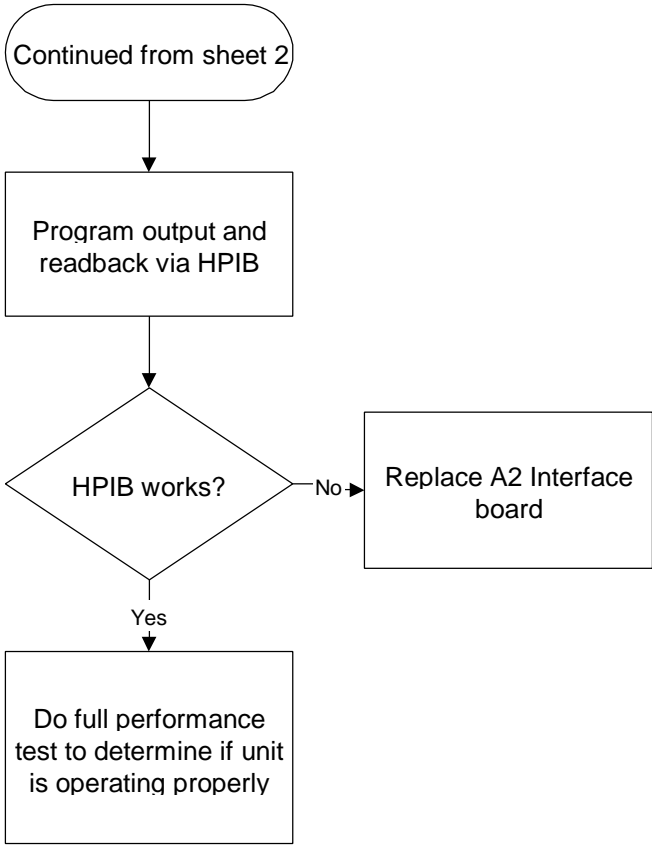 Continued from sheet 2
Program output and
readback via HPIB
HPIB works?
No
Replace A2 Interface
board
Yes
Do full performance
test to determine if unit
is operating properly